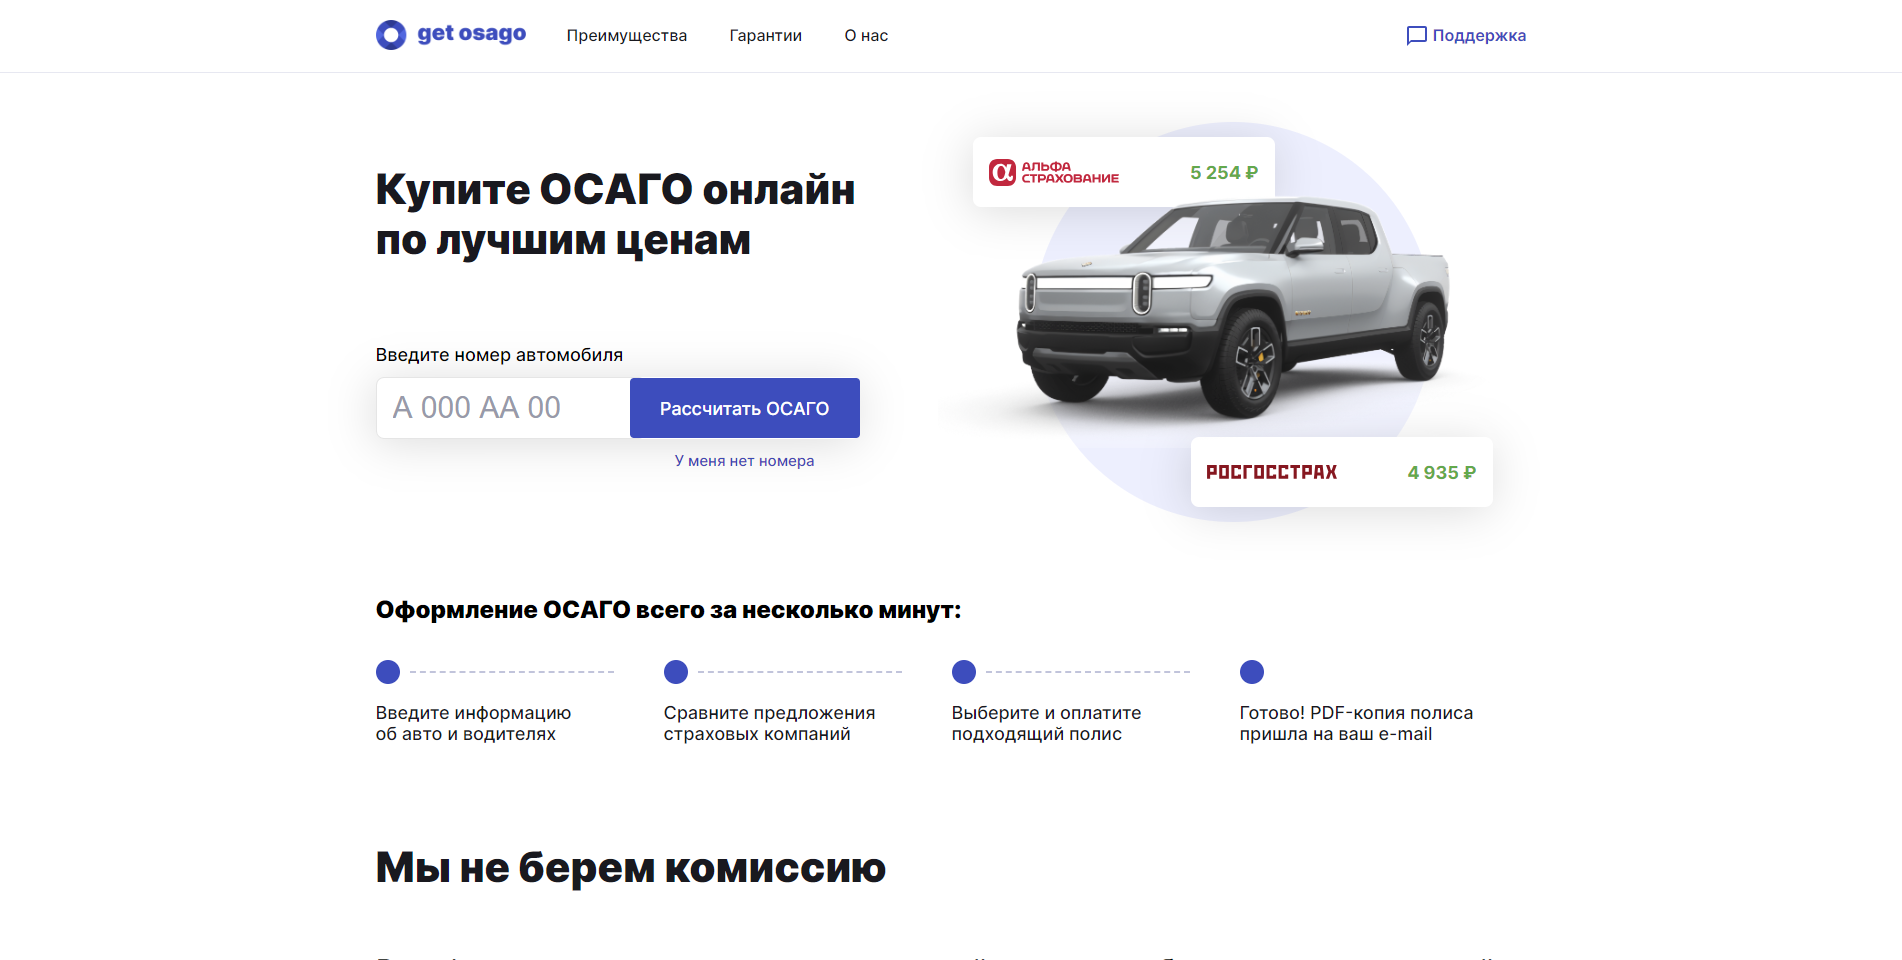 get osago
Преимущества
Гарантии
О нас
Поддержка
Купите ОСАГО онлайн
по лучшим ценам
Введите номер автомобиля
А 000 АА 00
Рассчитать ОСАГО
У меня нет номера
АЛЬФА
СТРАХОВАНИЕ
5 254 ₽
РОСГОССТРАХ
4 935 ₽
Оформление ОСАГО всего за несколько минут:
Введите информацию
об авто и водителях
Сравните предложения
страховых компаний
Выберите и оплатите
подходящий полис
Готово! PDF-копия полиса
пришла на ваш e-mail
Мы не берем комиссию